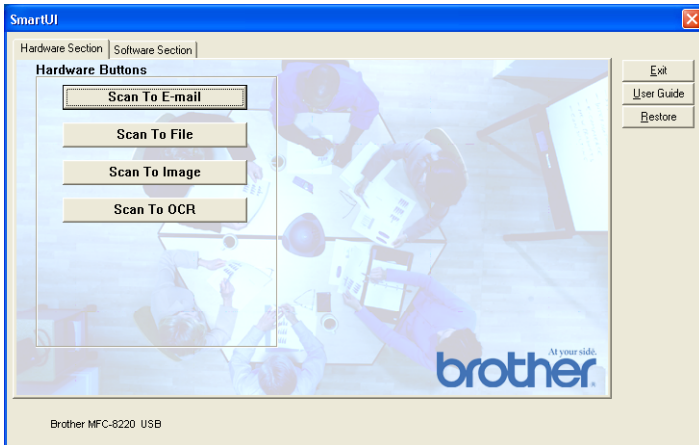 SmartUI
Hardware Section
Software Section
Hardware Buttons
Scan To E-mail
Scan To File
Scan To Image
Scan To OCR
Exit
User Guide
Restore
At your side.
brother
Brother MFC-8220 USB